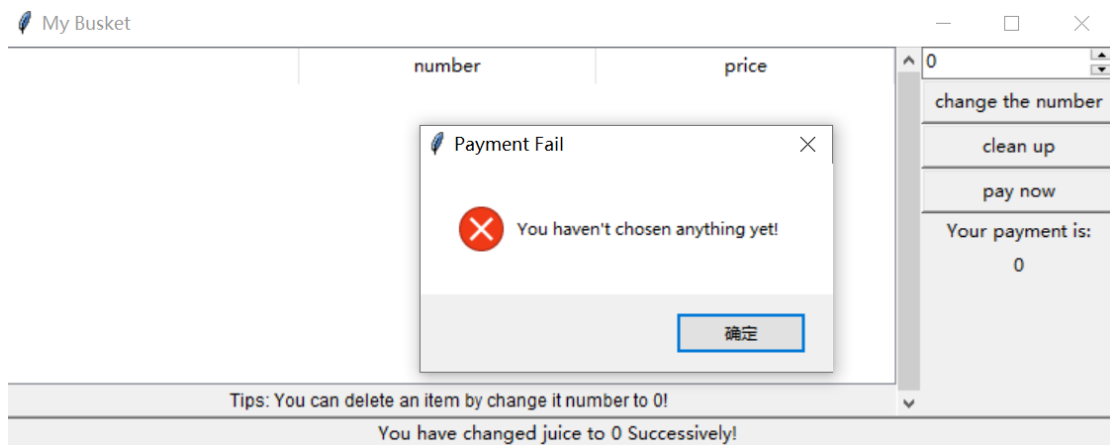 My Busket
number price
0
change the number
clean up
pay now
Your payment is:
0
Payment Fail
You haven't chosen anything yet!
确定
Tips: You can delete an item by change it number to 0!
You have changed juice to 0 Successively!